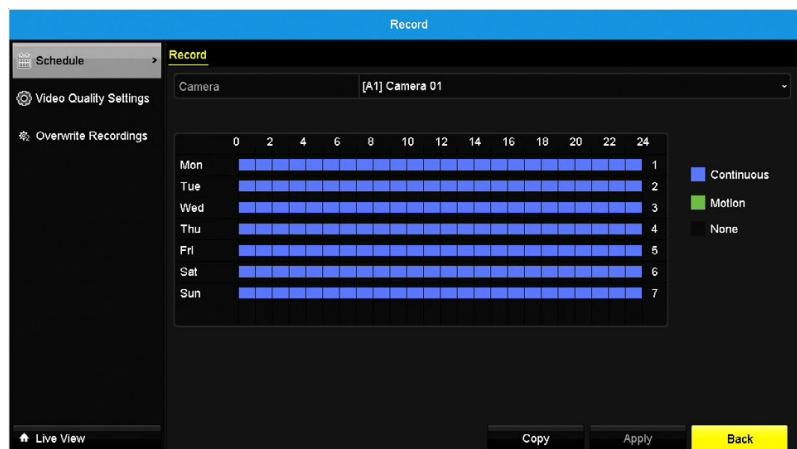 Record
Schedule >
Video Quality Settings
Overwrite Recordings
Live View
Record
Camera [A1] Camera 01
0 2 4 6 8 10 12 14 16 18 20 22 24
Mon 1
Tue 2
Wed 3
Thu 4
Fri 5
Sat 6
Sun 7
Continuous
Motion
None
Copy
Apply
Back